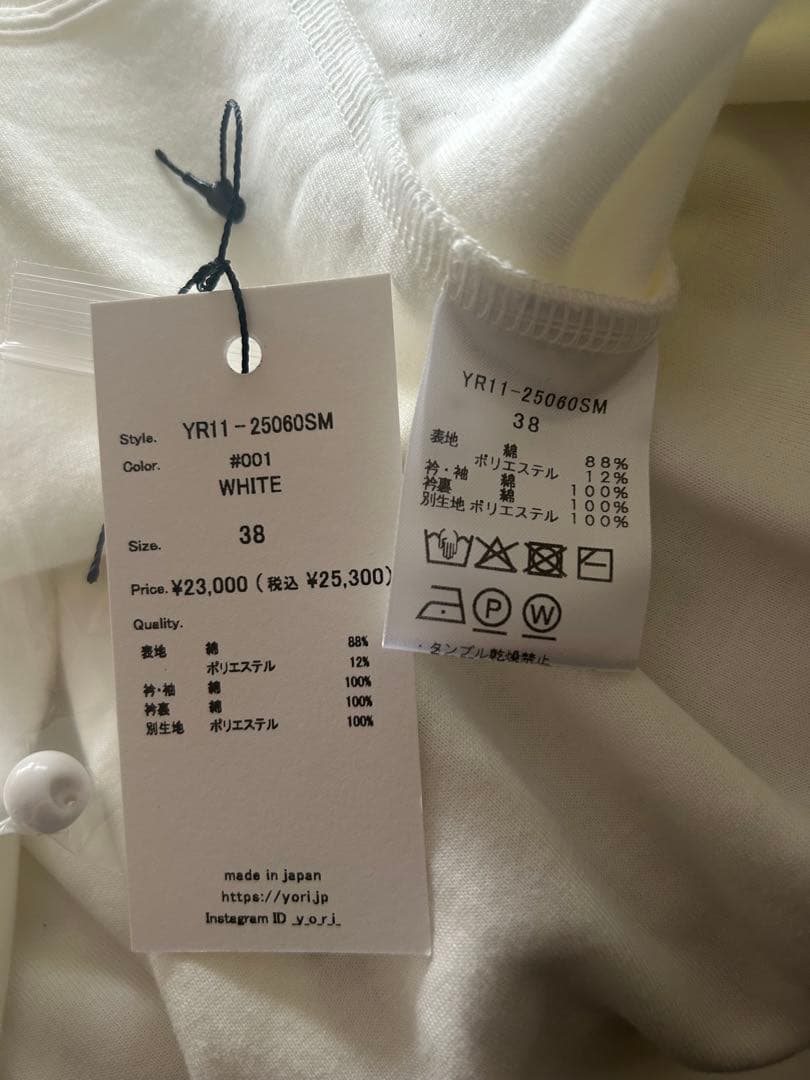 Style. YR11-25060SM
Color. #001
WHITE
Size. 38
Price. ¥23,000 (税込 ¥25,300)
Quality.
表地 綿 88%
ポリエステル 12%
衿・袖 綿 100%
衿裏 綿 100%
別生地 ポリエステル 100%
made in japan
https://yori.jp
Instagram ID _y_o_r_i_
YR11-25060SM
38
表地 綿 88%
ポリエステル 12%
衿・袖 綿 100%
衿裏 綿 100%
別生地 ポリエステル 100%
P W
・タンブル乾燥禁止